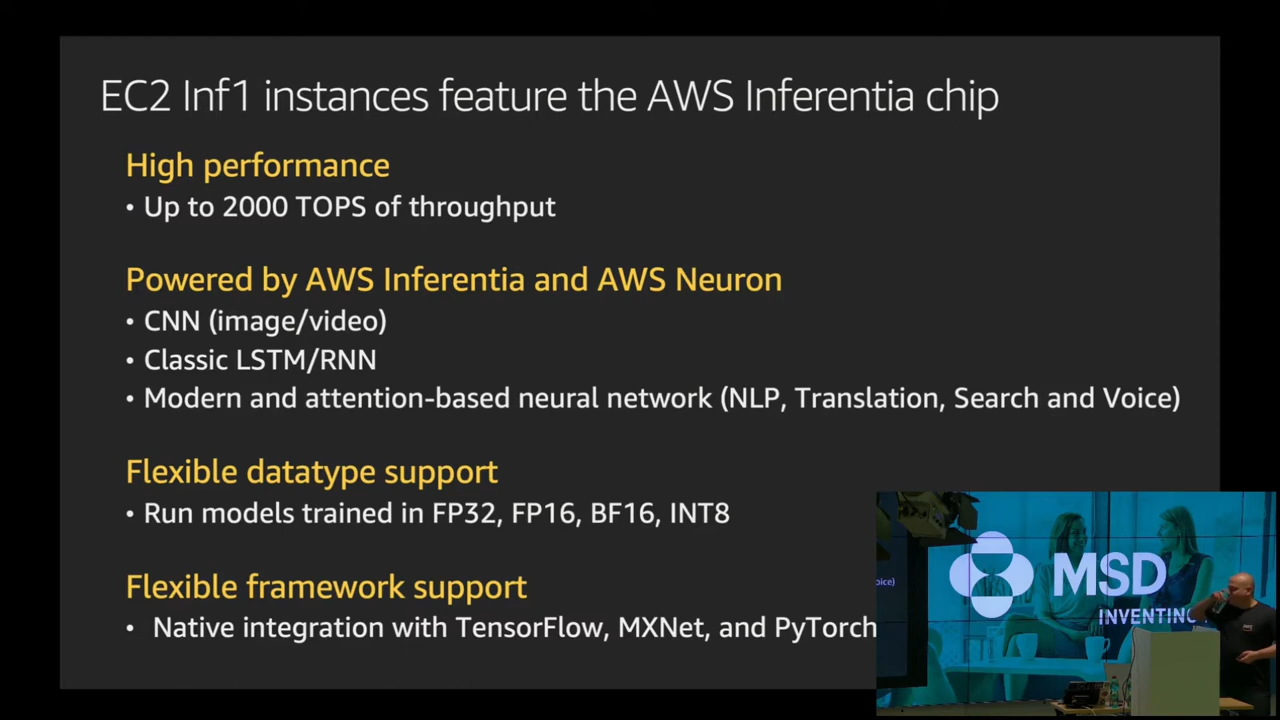 EC2 Inf1 instances feature the AWS Inferentia chip
High performance
• Up to 2000 TOPS of throughput
Powered by AWS Inferentia and AWS Neuron
• CNN (image/video)
• Classic LSTM/RNN
• Modern and attention-based neural network (NLP, Translation, Search and Voice)
Flexible datatype support
• Run models trained in FP32, FP16, BF16, INT8
Flexible framework support
• Native integration with TensorFlow, MXNet, and PyTorch
oice)
MSD
INVENTING